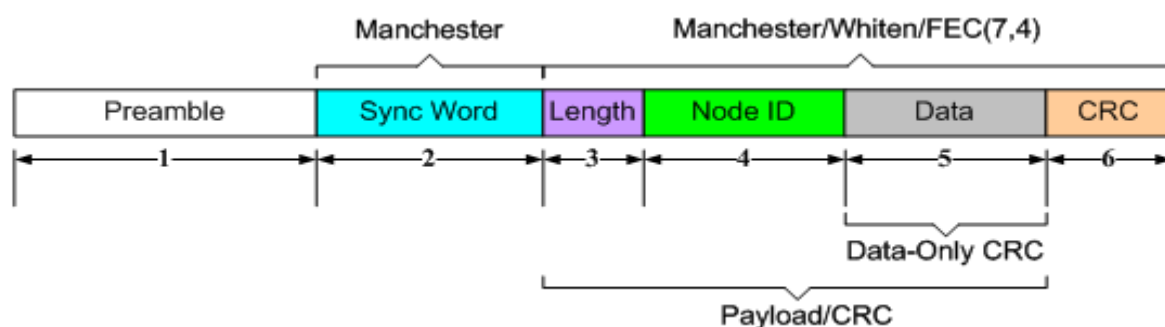 Manchester Manchester/Whiten/FEC(7,4)
Preamble Sync Word Length Node ID Data CRC
1 2 3 4 5 6
Data-Only CRC
Payload/CRC